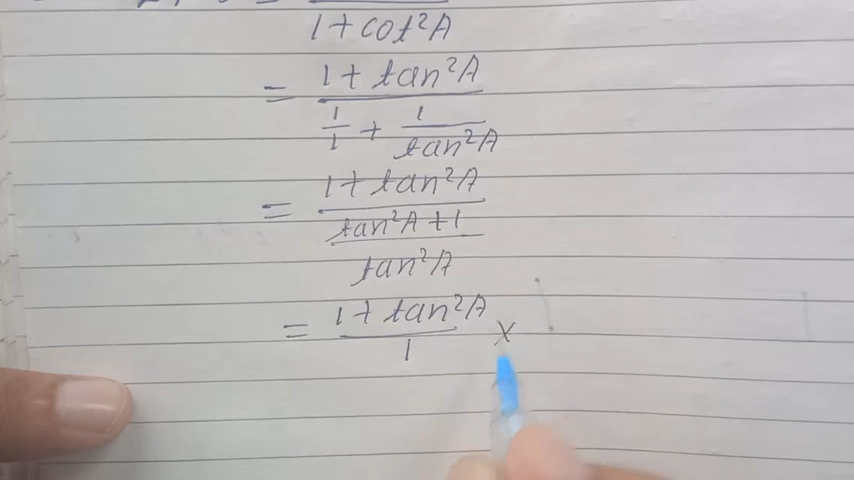 1 + cot²A
= 1 + tan²A
1/1 + 1/tan²A
= 1 + tan²A
tan²A + 1
tan²A
= 1 + tan²A / 1 ×